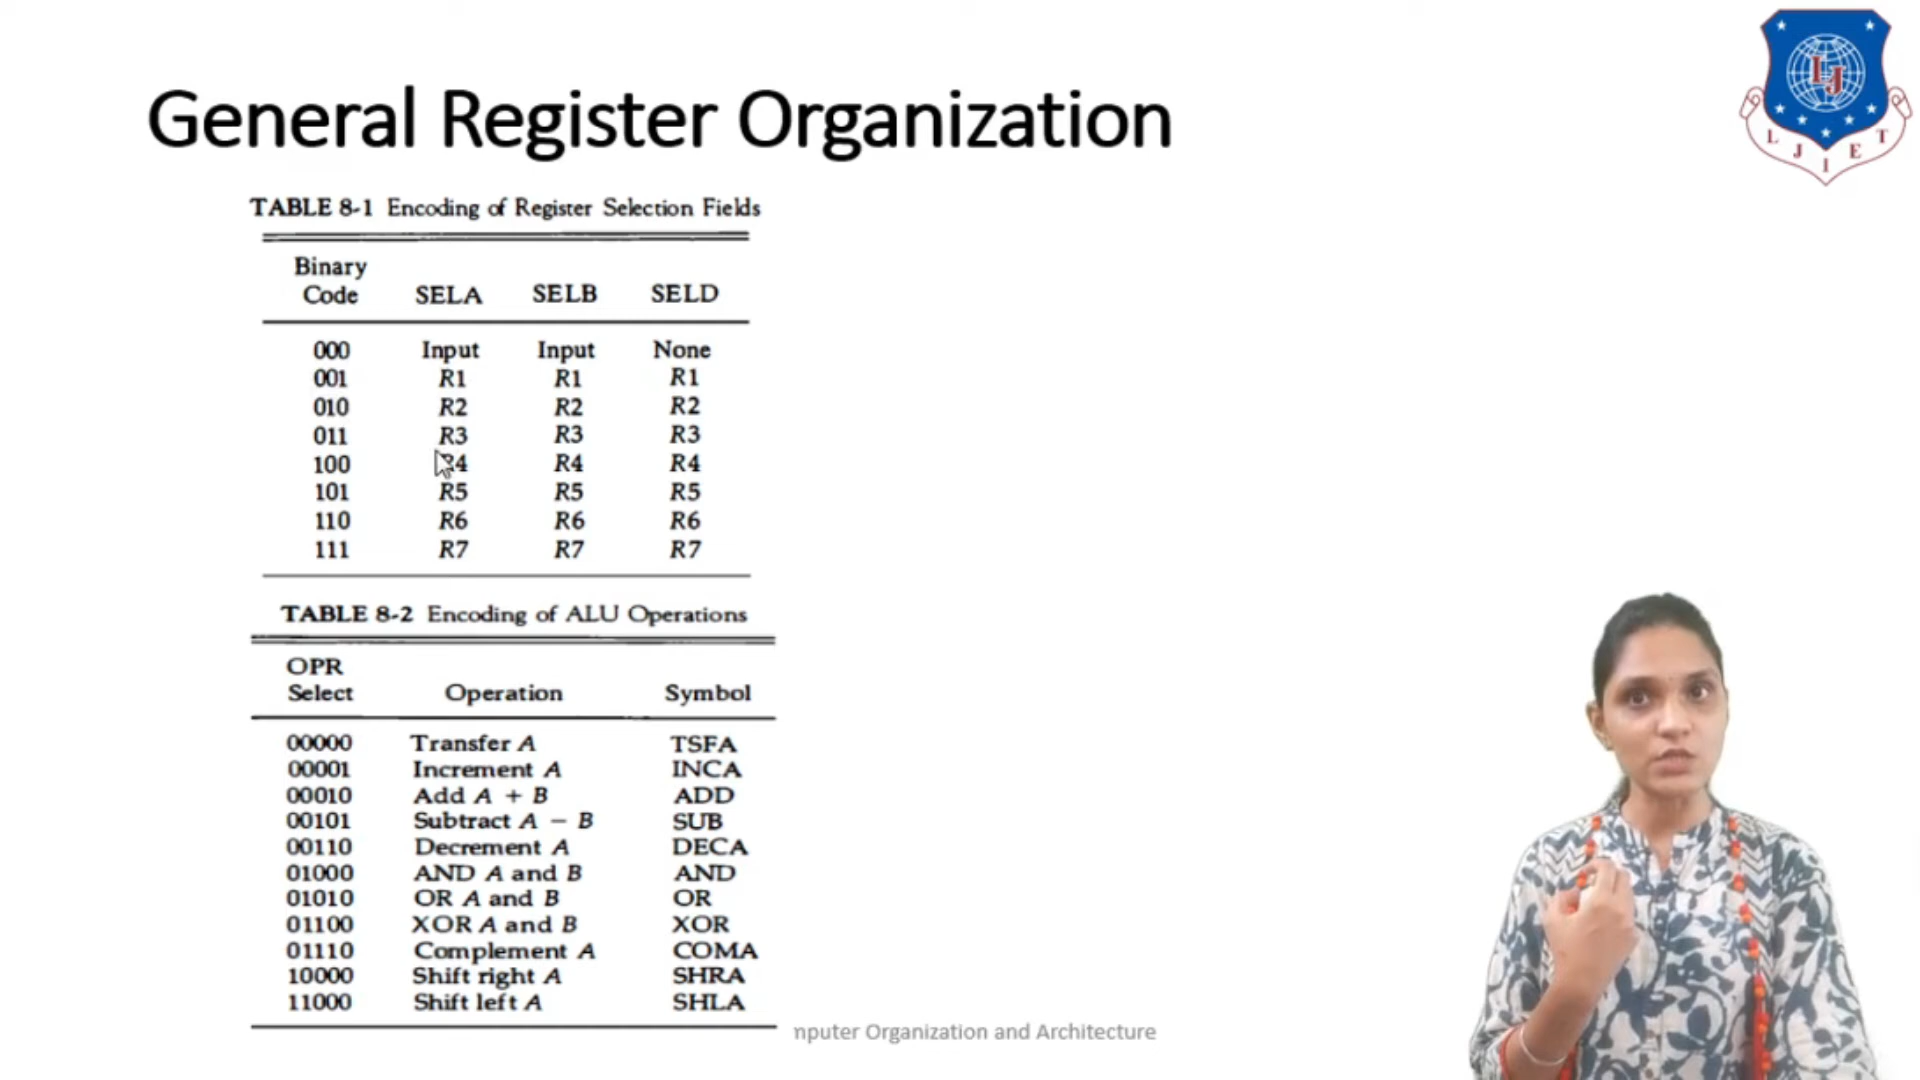 General Register Organization
L J I E T
TABLE 8-1 Encoding of Register Selection Fields
Binary
Code SELA SELB SELD
000 Input Input None
001 R1 R1 R1
010 R2 R2 R2
011 R3 R3 R3
100 R4 R4 R4
101 R5 R5 R5
110 R6 R6 R6
111 R7 R7 R7
TABLE 8-2 Encoding of ALU Operations
OPR
Select Operation Symbol
00000 Transfer A TSFA
00001 Increment A INCA
00010 Add A + B ADD
00101 Subtract A − B SUB
00110 Decrement A DECA
01000 AND A and B AND
01010 OR A and B OR
01100 XOR A and B XOR
01110 Complement A COMA
10000 Shift right A SHRA
11000 Shift left A SHLA
mputer Organization and Architecture